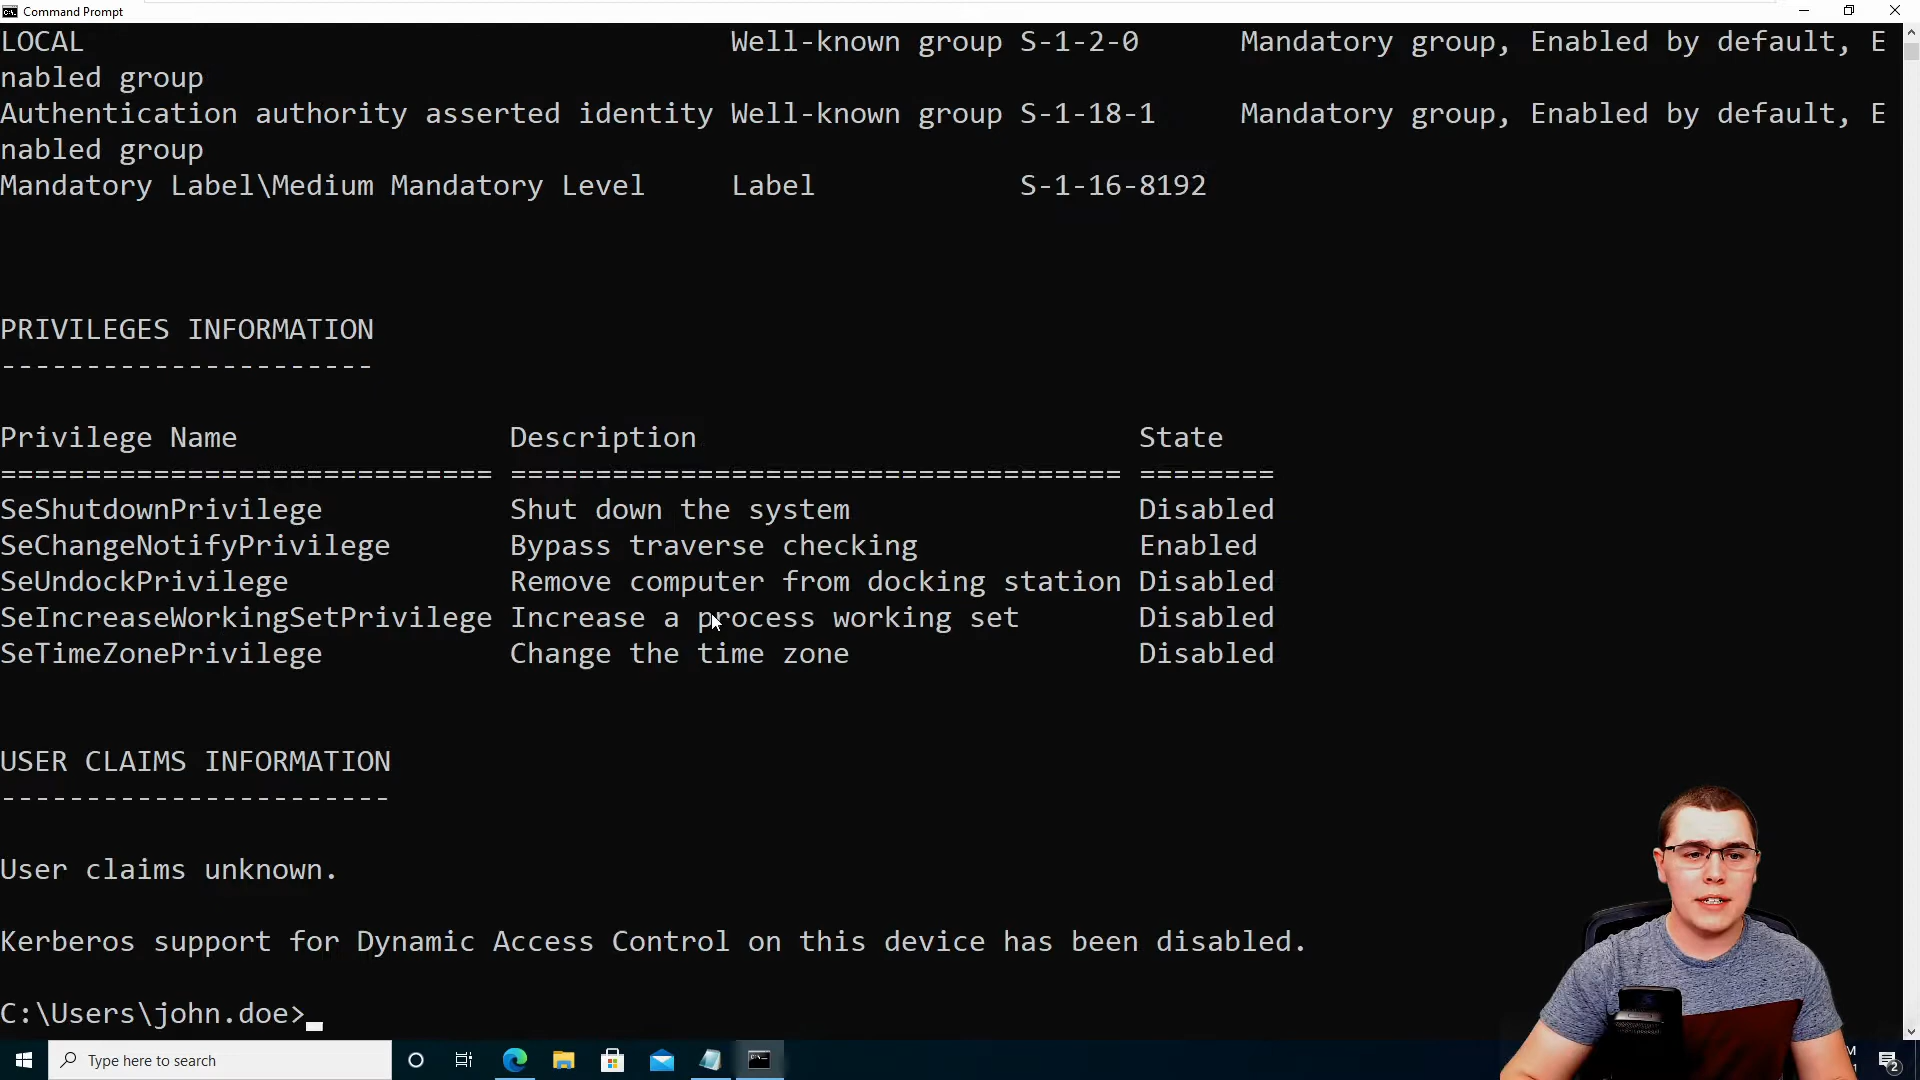 Command Prompt
LOCAL Well-known group S-1-2-0 Mandatory group, Enabled by default, E
nabled group
Authentication authority asserted identity Well-known group S-1-18-1 Mandatory group, Enabled by default, E
nabled group
Mandatory Label\Medium Mandatory Level Label S-1-16-8192
PRIVILEGES INFORMATION
----------------------
Privilege Name Description State
============================= ==================================== ========
SeShutdownPrivilege Shut down the system Disabled
SeChangeNotifyPrivilege Bypass traverse checking Enabled
SeUndockPrivilege Remove computer from docking station Disabled
SeIncreaseWorkingSetPrivilege Increase a process working set Disabled
SeTimeZonePrivilege Change the time zone Disabled
USER CLAIMS INFORMATION
-----------------------
User claims unknown.
Kerberos support for Dynamic Access Control on this device has been disabled.
C:\Users\john.doe>
Type here to search
2